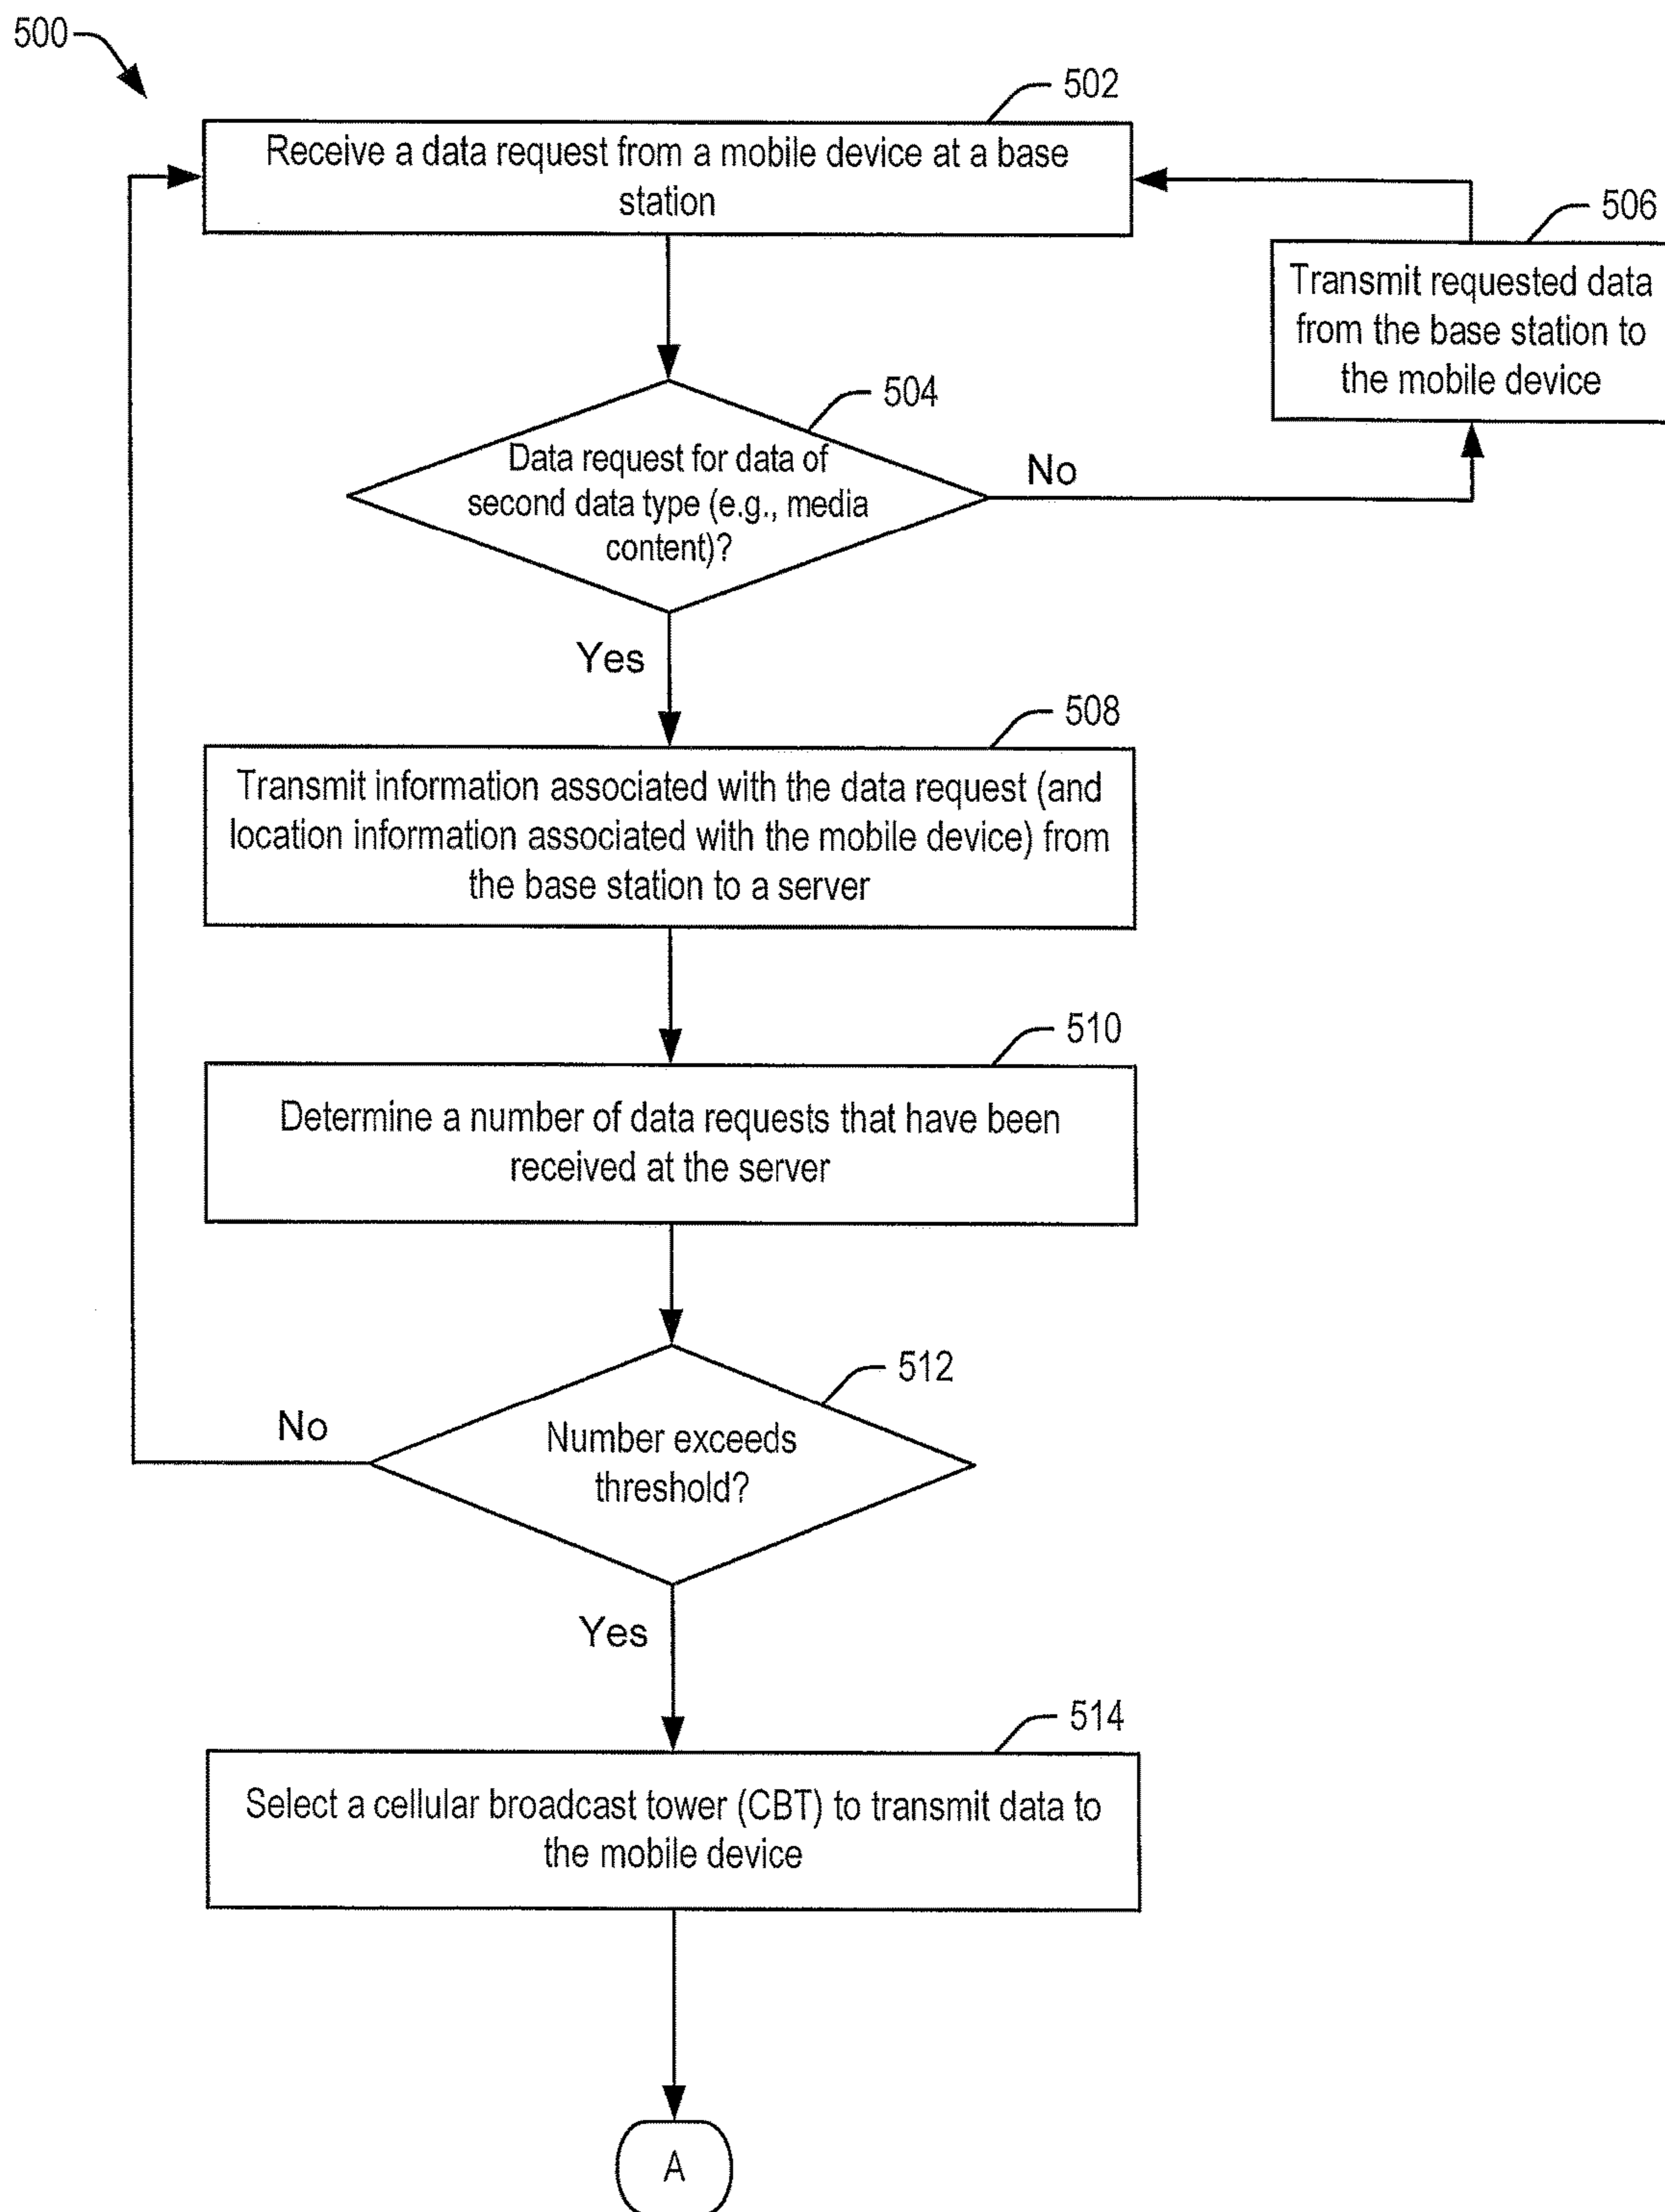 500
502
Receive a data request from a mobile device at a base
station
506
Transmit requested data
from the base station to
the mobile device
504
Data request for data of
second data type (e.g., media
content)?
No
Yes
508
Transmit information associated with the data request (and
location information associated with the mobile device) from
the base station to a server
510
Determine a number of data requests that have been
received at the server
512
Number exceeds
threshold?
No
Yes
514
Select a cellular broadcast tower (CBT) to transmit data to
the mobile device
A